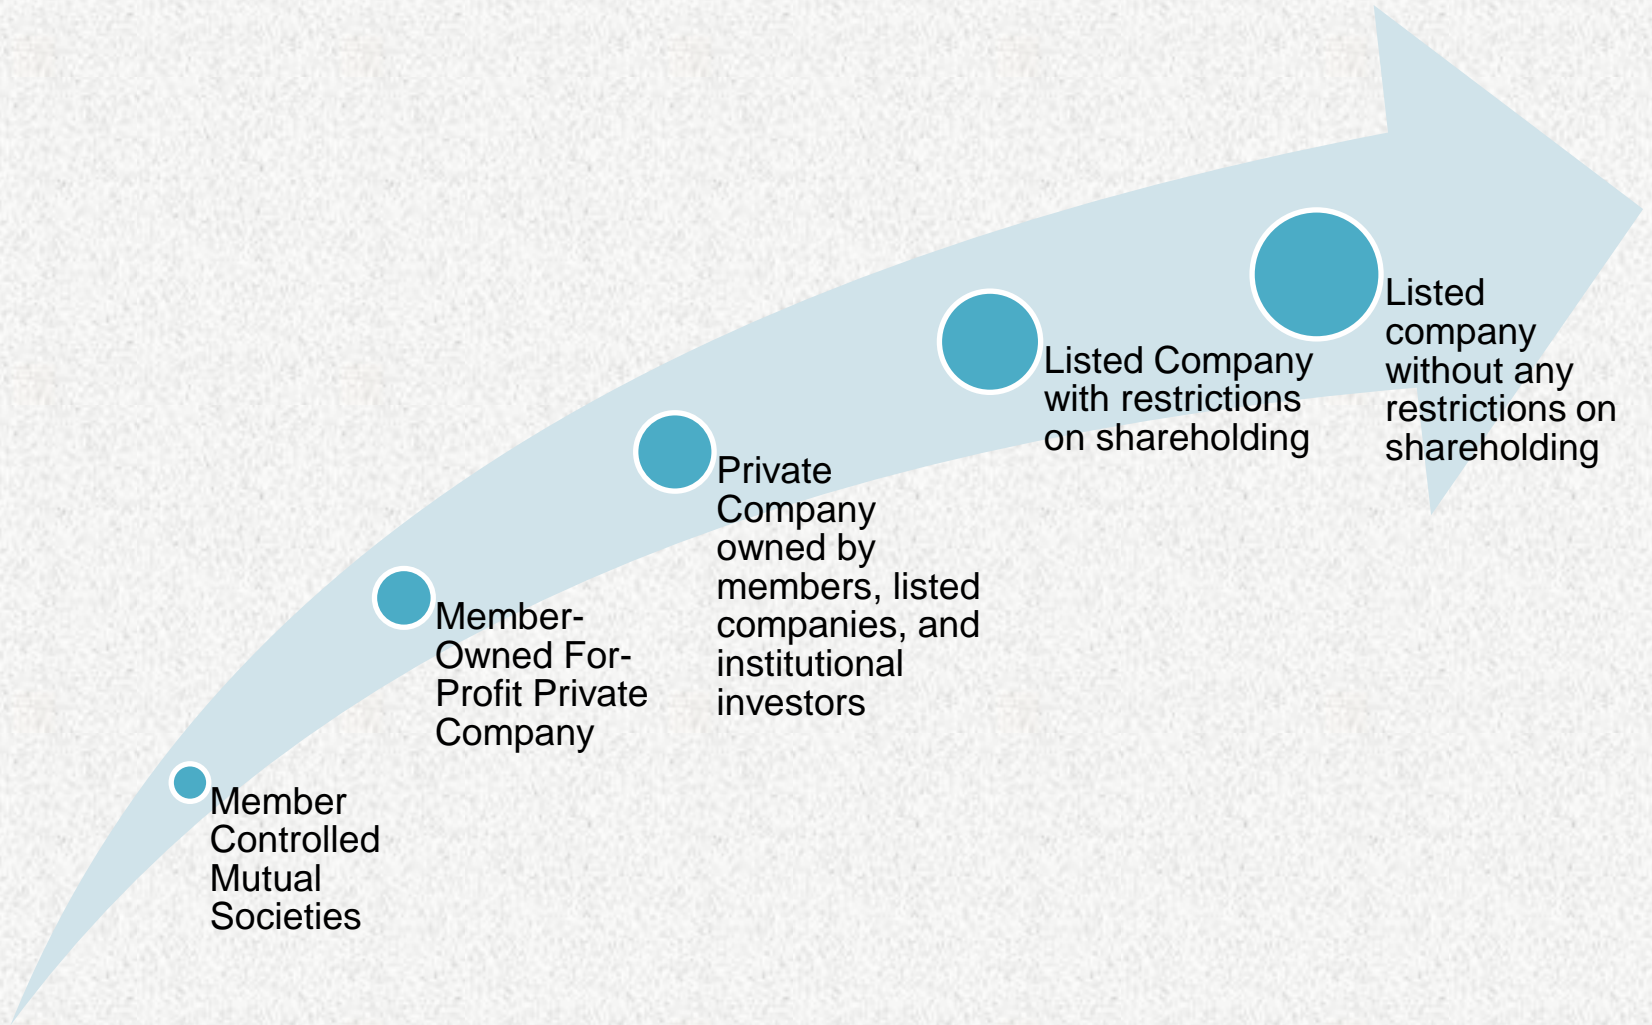 Member
Controlled
Mutual
Societies
Member-
Owned For-
Profit Private
Company
Private
Company
owned by
members, listed
companies, and
institutional
investors
Listed Company
with restrictions
on shareholding
Listed
company
without any
restrictions on
shareholding